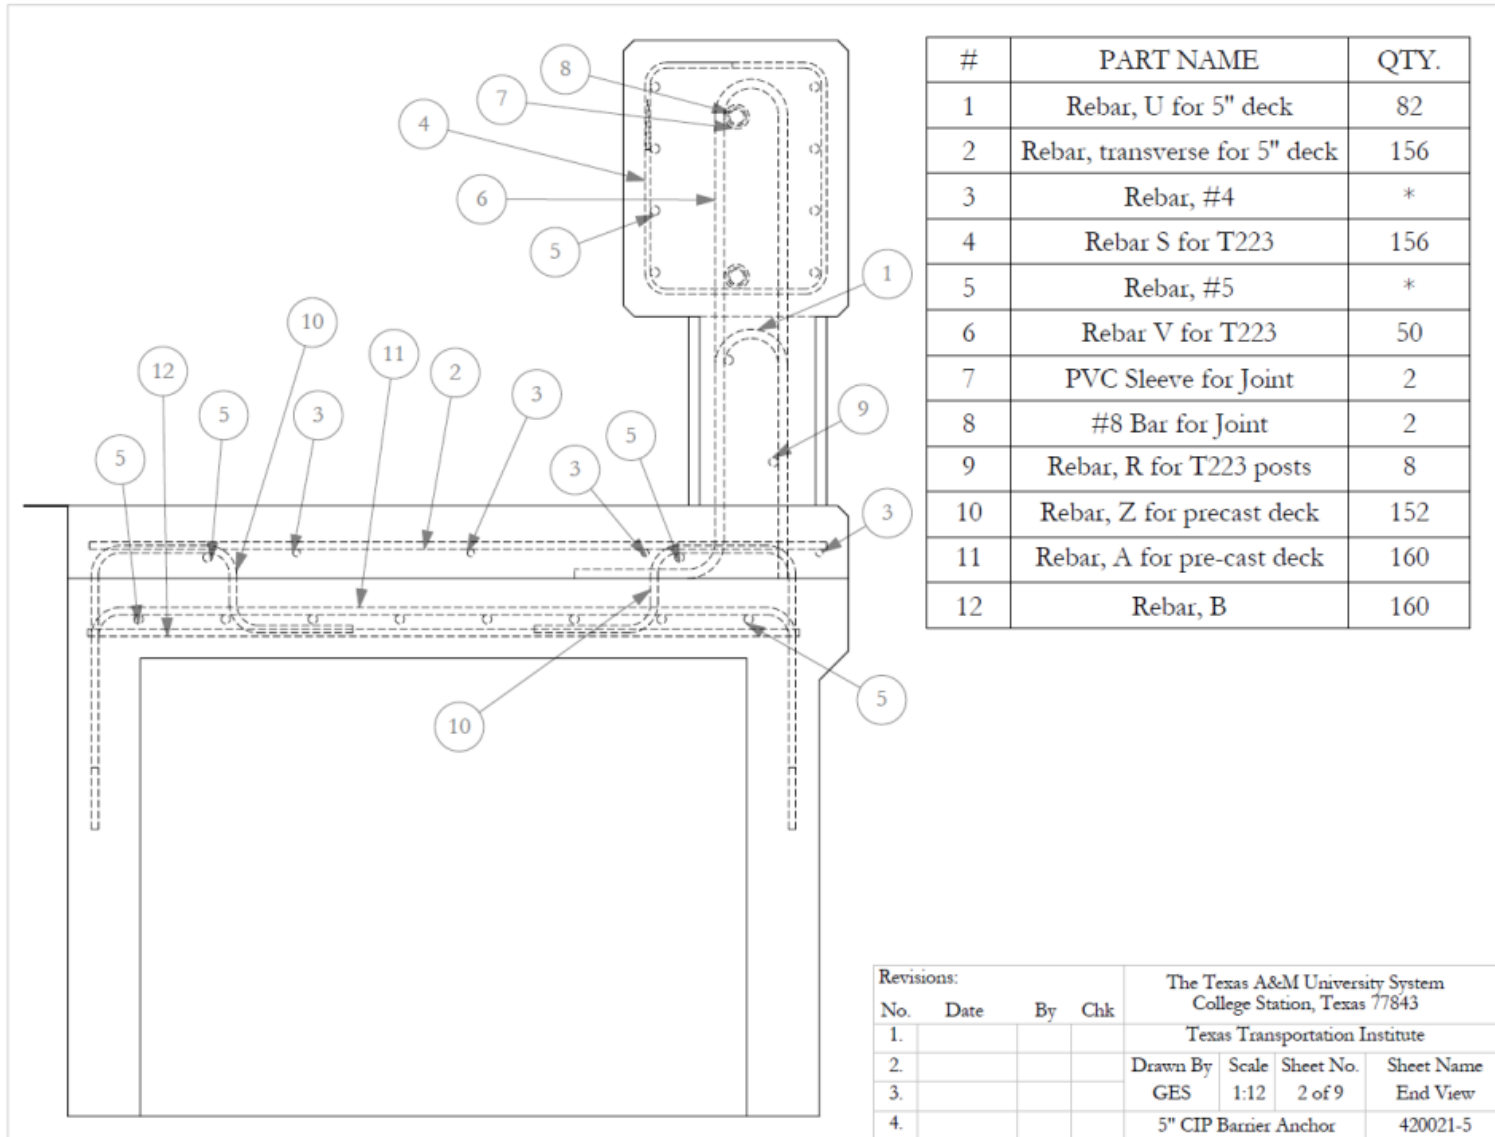 8
7
4
6
5
1
10
11
12
2
3
9
5
3
5
5
3
3
10
5
# PART NAME QTY.
1 Rebar, U for 5" deck 82
2 Rebar, transverse for 5" deck 156
3 Rebar, #4 *
4 Rebar S for T223 156
5 Rebar, #5 *
6 Rebar V for T223 50
7 PVC Sleeve for Joint 2
8 #8 Bar for Joint 2
9 Rebar, R for T223 posts 8
10 Rebar, Z for precast deck 152
11 Rebar, A for pre-cast deck 160
12 Rebar, B 160
Revisions:
No. Date By Chk
1.
2.
3.
4.
The Texas A&M University System
College Station, Texas 77843
Texas Transportation Institute
Drawn By Scale Sheet No. Sheet Name
GES 1:12 2 of 9 End View
5" CIP Barrier Anchor 420021-5